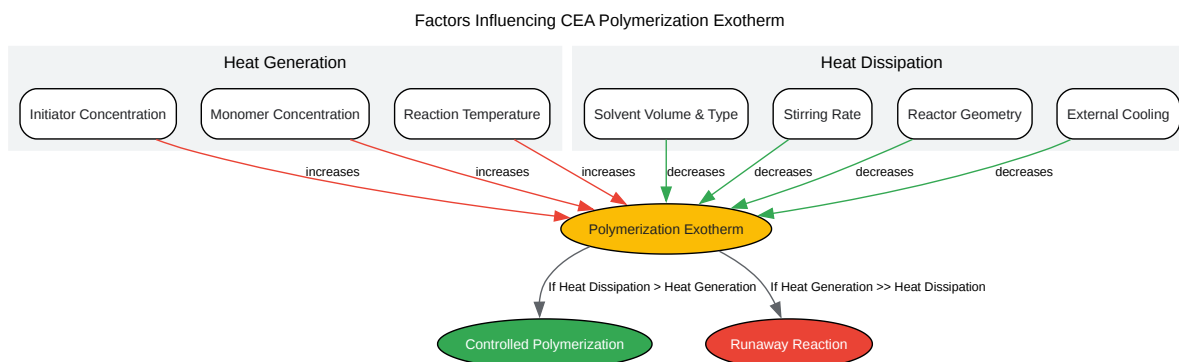 Factors Influencing CEA Polymerization Exotherm
Heat Generation
Heat Dissipation
Initiator Concentration
Monomer Concentration
Reaction Temperature
Solvent Volume & Type
Stirring Rate
Reactor Geometry
External Cooling
increases
increases
increases
decreases
decreases
decreases
decreases
Polymerization Exotherm
If Heat Dissipation > Heat Generation
If Heat Generation >> Heat Dissipation
Controlled Polymerization
Runaway Reaction